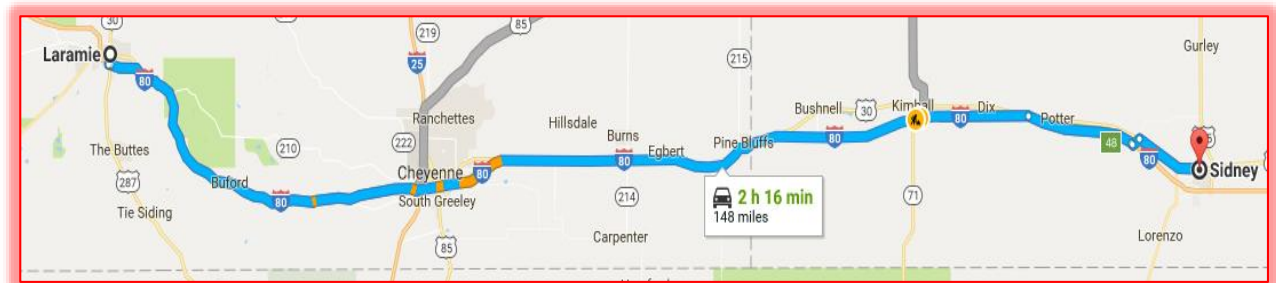 30
85
219
215
Gurley
Laramie
80
25
Ranchettes
Hillsdale
Bushnell
30
Kimball
80
Dix
Potter
The Buttes
210
222
Burns
80
Egbert
Pine Bluffs
80
48
80
Sidney
287
Buford
Cheyenne
80
80
South Greeley
214
2 h 16 min
148 miles
71
Tie Siding
85
Carpenter
Lorenzo